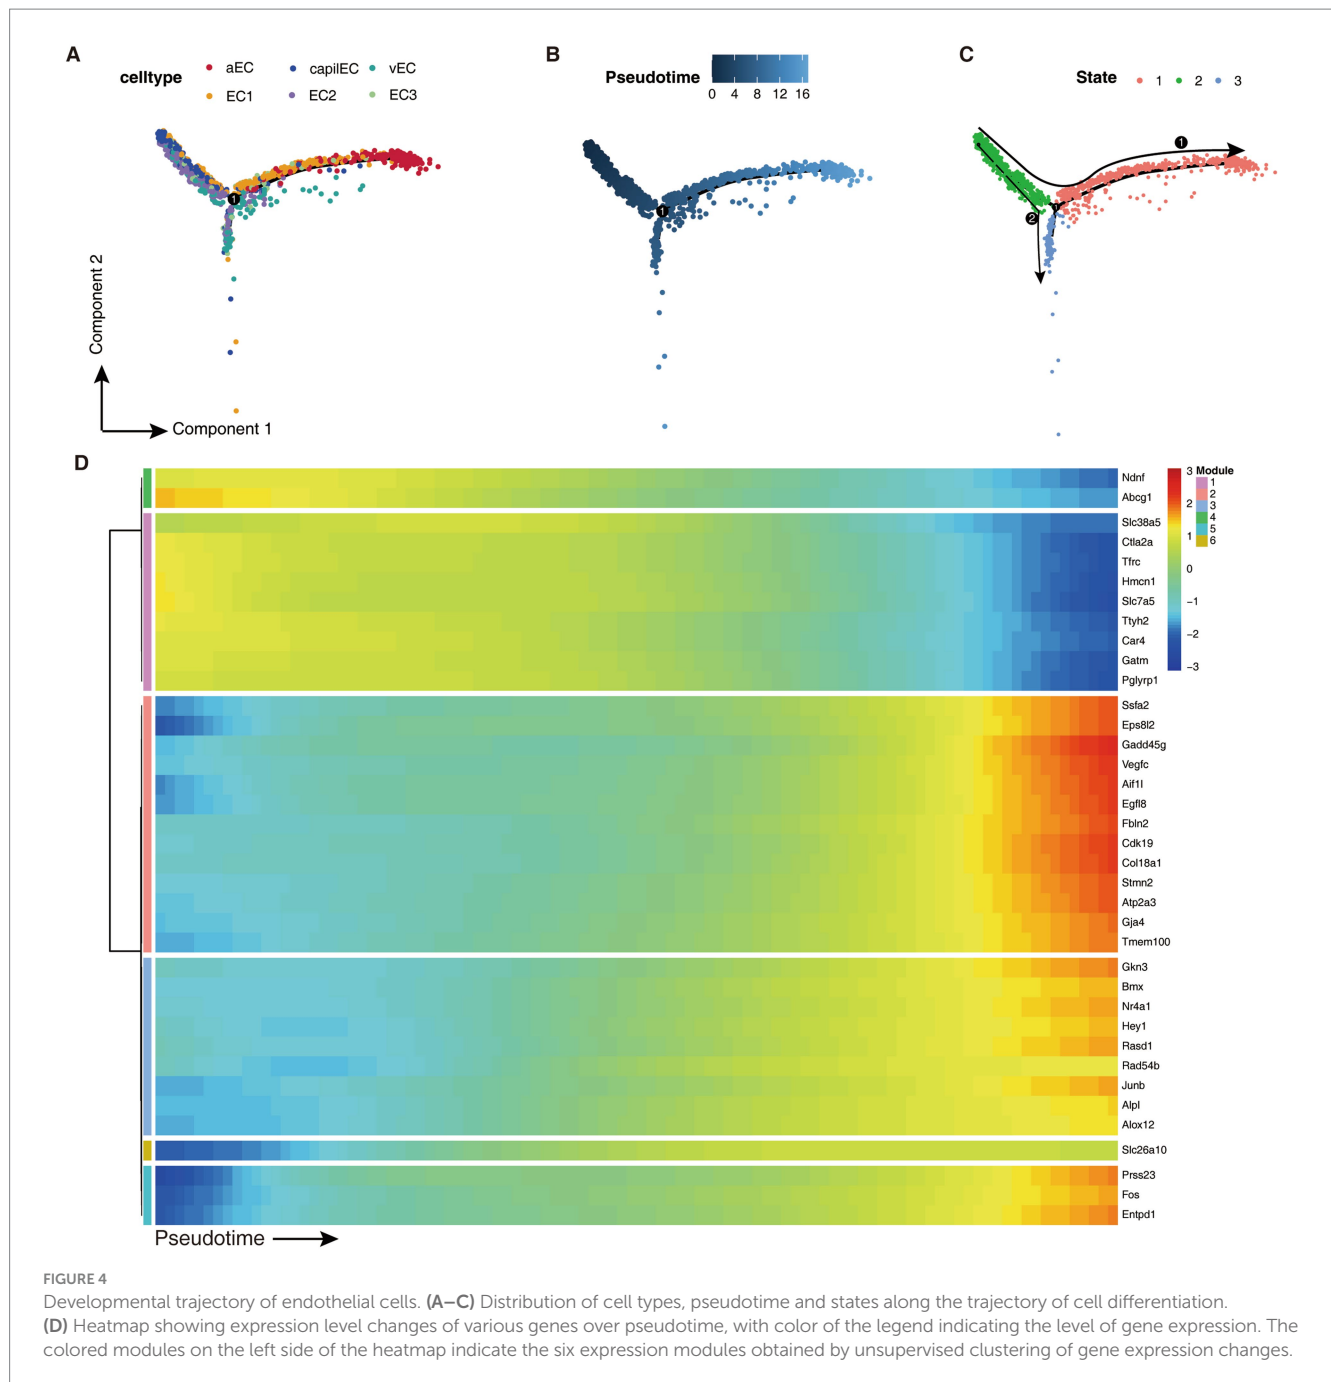 A
celltype
aEC
capilEC
vEC
EC1
EC2
EC3
1
Component 2
Component 1
B
Pseudotime
0 4 8 12 16
1
C
State
1 2 3
1
2
1
D
Ndnf
Abcg1
Slc38a5
Ctla2a
Tfrc
Hmcn1
Slc7a5
Ttyh2
Car4
Gatm
Pglyrp1
Ssfa2
Eps8l2
Gadd45g
Vegfc
Aif1l
Egfl8
Fbln2
Cdk19
Col18a1
Stmn2
Atp2a3
Gja4
Tmem100
Gkn3
Bmx
Nr4a1
Hey1
Rasd1
Rad54b
Junb
Alpl
Alox12
Slc26a10
Prss23
Fos
Entpd1
3
2
1
0
−1
−2
−3
Module
1
2
3
4
5
6
Pseudotime
FIGURE 4
Developmental trajectory of endothelial cells. (A–C) Distribution of cell types, pseudotime and states along the trajectory of cell differentiation.
(D) Heatmap showing expression level changes of various genes over pseudotime, with color of the legend indicating the level of gene expression. The
colored modules on the left side of the heatmap indicate the six expression modules obtained by unsupervised clustering of gene expression changes.